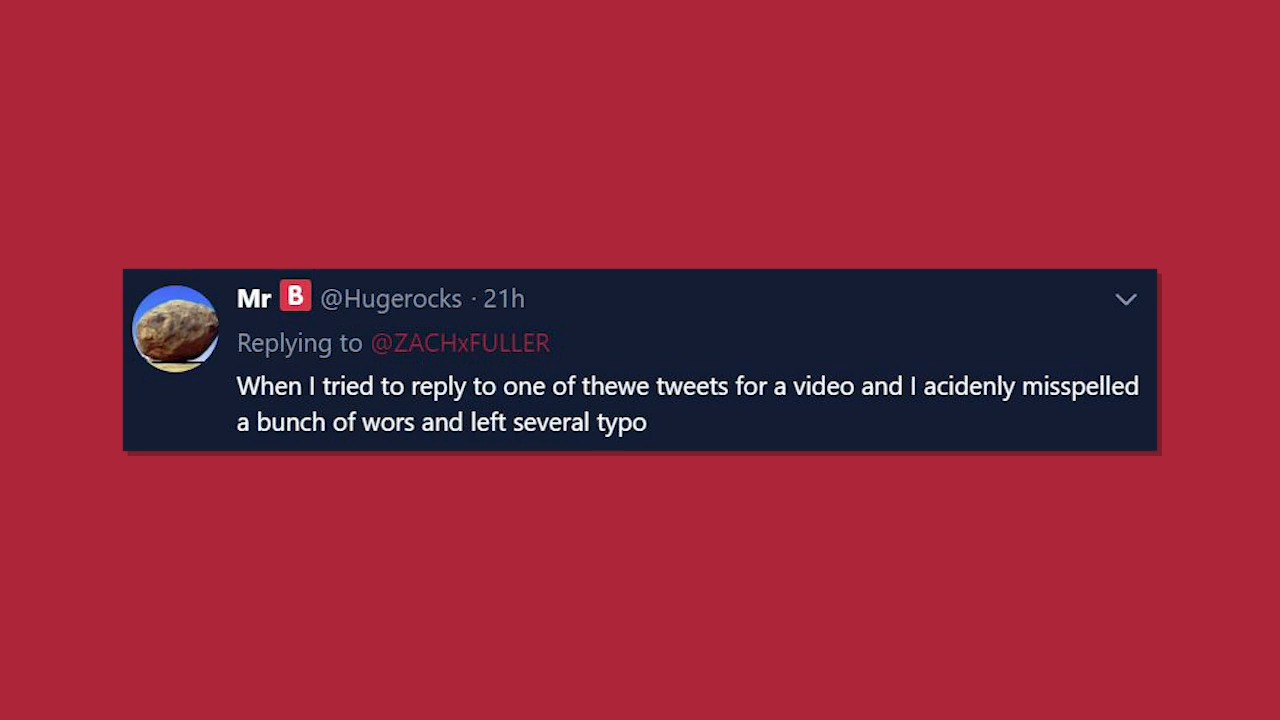 Mr 🅱 @Hugerocks · 21h
Replying to @ZACHxFULLER
When I tried to reply to one of thewe tweets for a video and I acidenly misspelled
a bunch of wors and left several typo